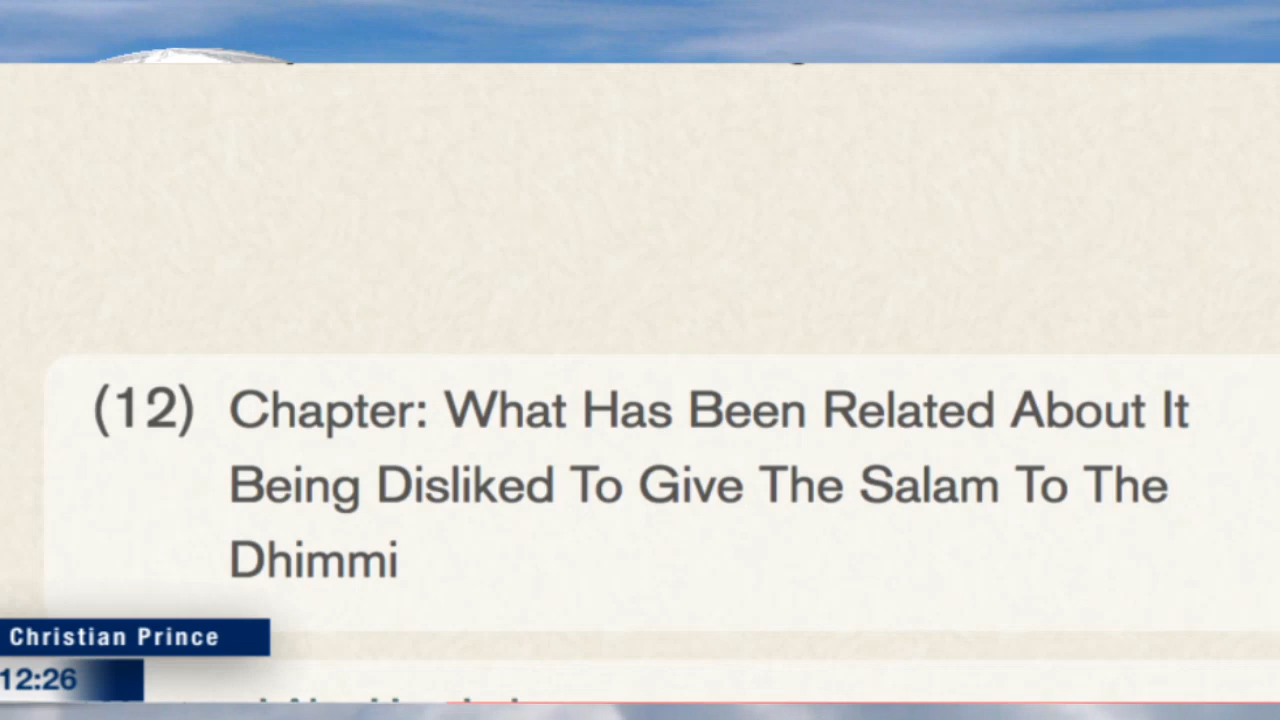 (12) Chapter: What Has Been Related About It
Being Disliked To Give The Salam To The
Dhimmi
Christian Prince
12:26